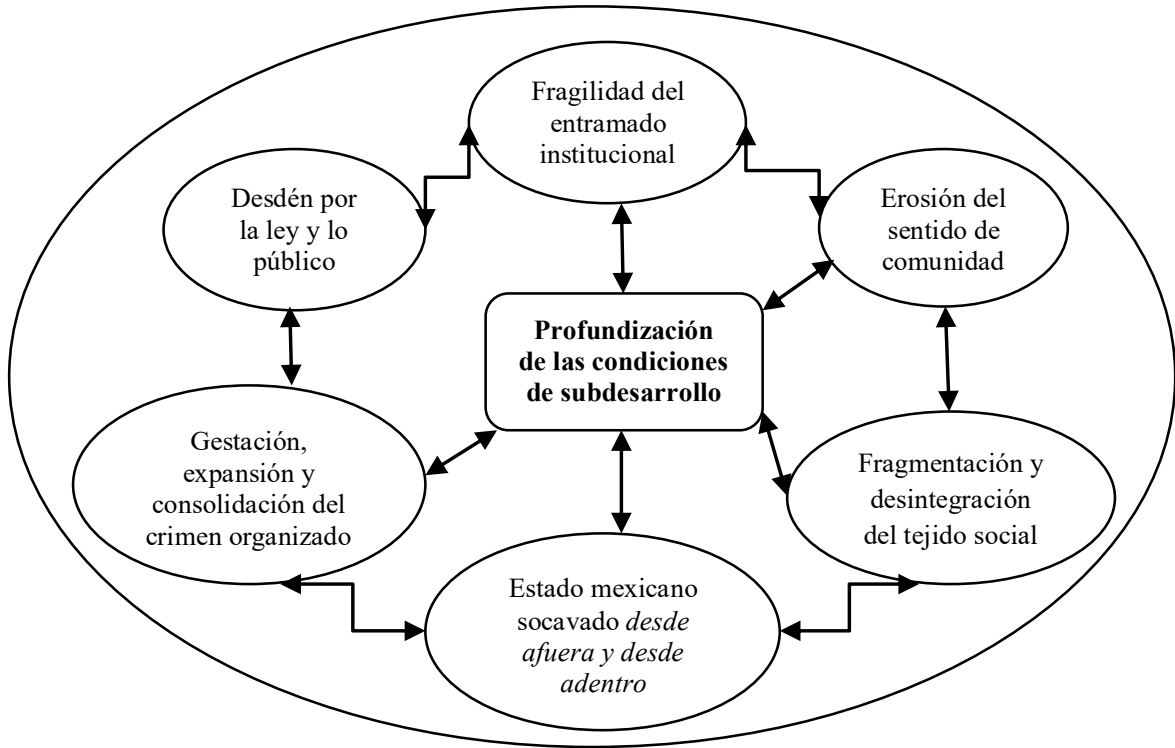 Fragilidad del
entramado
institucional
Desdén por
la ley y lo
público
Erosión del
sentido de
comunidad
Profundización
de las condiciones
de subdesarrollo
Gestación,
expansión y
consolidación del
crimen organizado
Fragmentación y
desintegración
del tejido social
Estado mexicano
socavado desde
afuera y desde
adentro